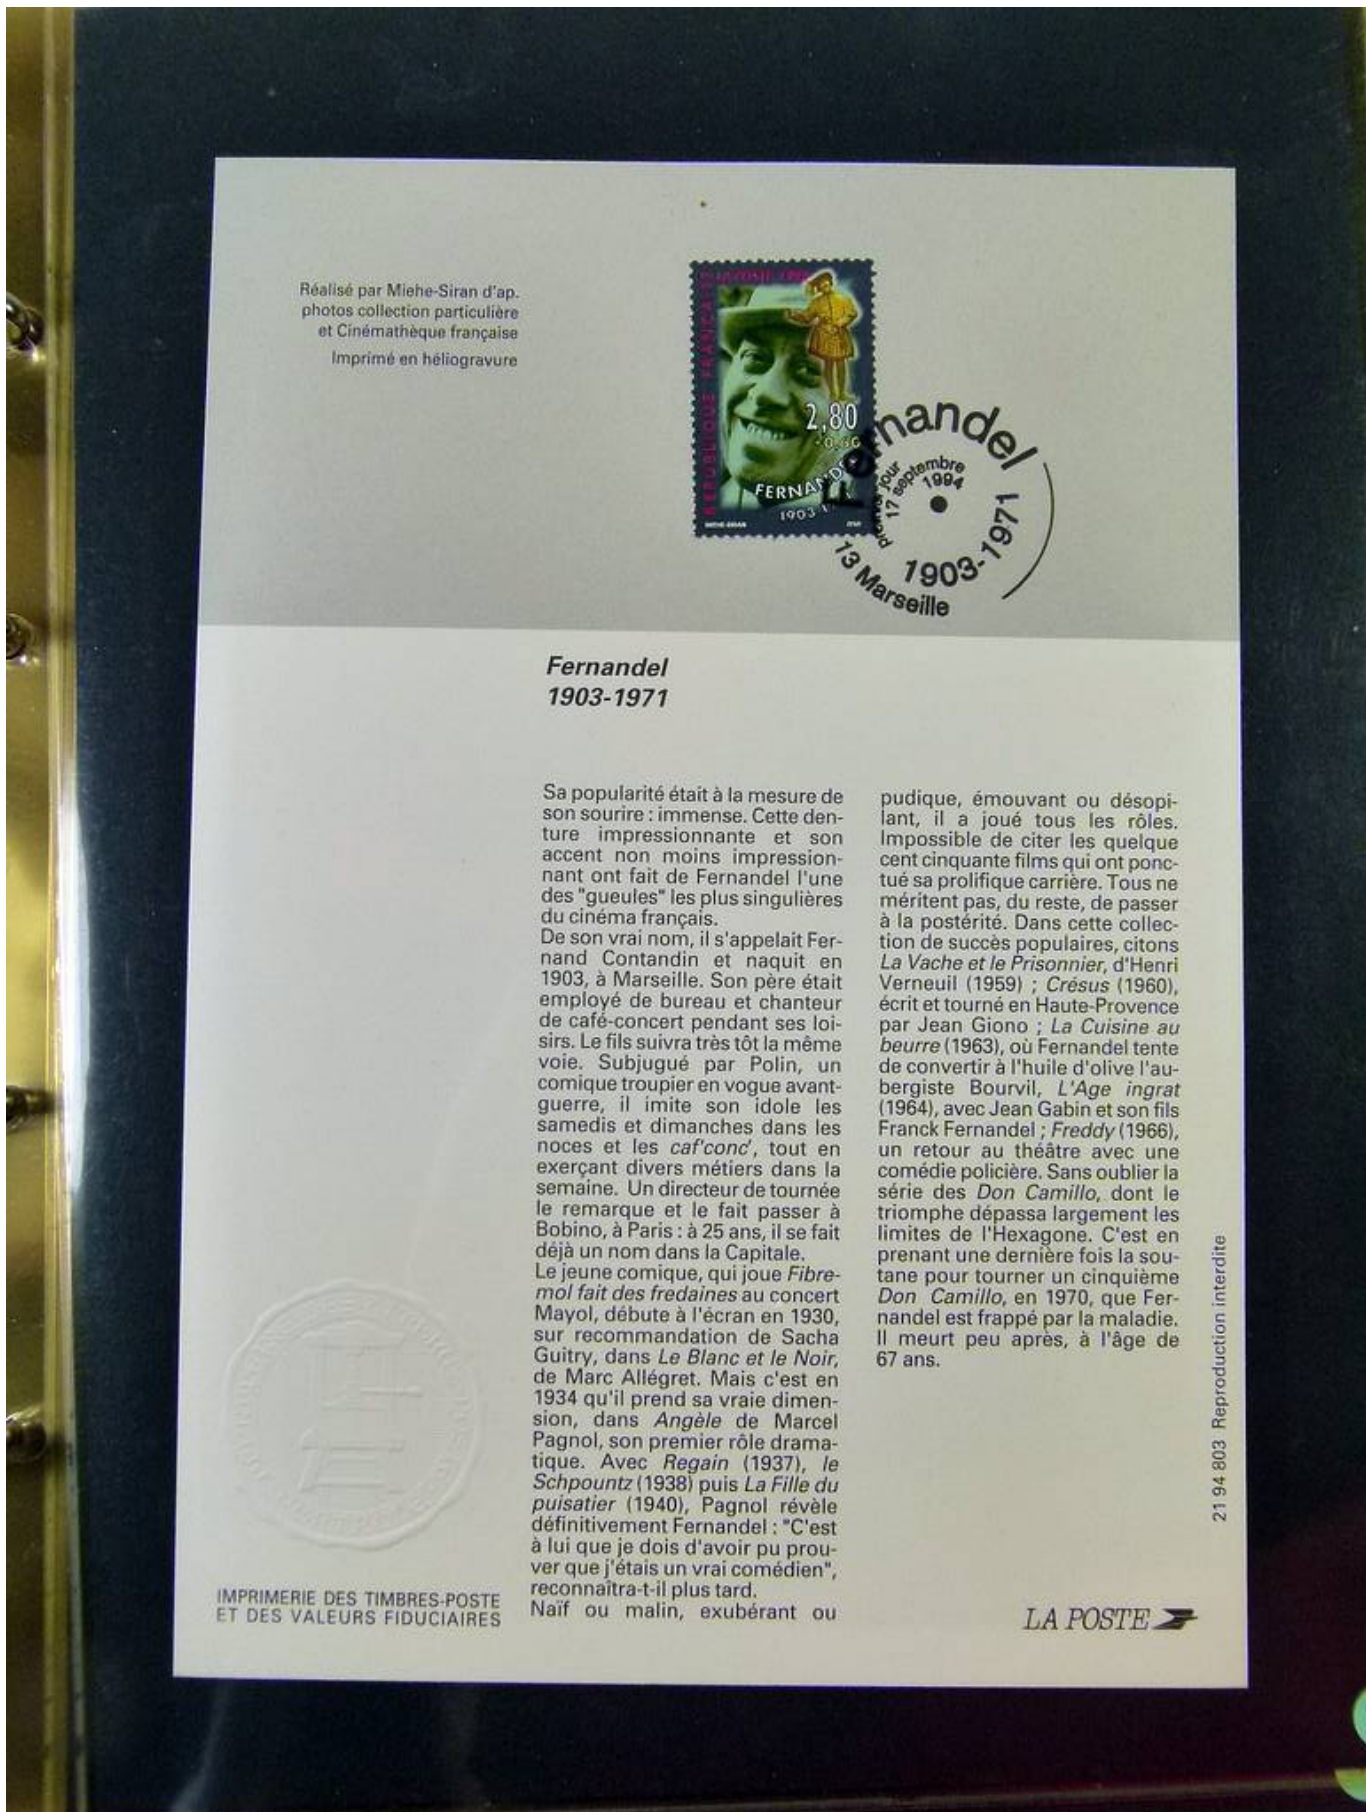 Réalisé par Miehe-Siran d'ap.
photos collection particulière
et Cinémathèque française
Imprimé en héliogravure
LA POSTE
RÉPUBLIQUE FRANÇAISE
2,80
+0,60
FERNAND
1903-1
Fernandel
premier jour
17 septembre
1994
1903-1971
13 Marseille
Fernandel
1903-1971
Sa popularité était à la mesure de
son sourire : immense. Cette den-
ture impressionnante et son
accent non moins impression-
nant ont fait de Fernandel l'une
des "gueules" les plus singulières
du cinéma français.
De son vrai nom, il s'appelait Fer-
nand Contandin et naquit en
1903, à Marseille. Son père était
employé de bureau et chanteur
de café-concert pendant ses loi-
sirs. Le fils suivra très tôt la même
voie. Subjugué par Polin, un
comique troupier en vogue avant-
guerre, il imite son idole les
samedis et dimanches dans les
noces et les caf'conc', tout en
exerçant divers métiers dans la
semaine. Un directeur de tournée
le remarque et le fait passer à
Bobino, à Paris : à 25 ans, il se fait
déjà un nom dans la Capitale.
Le jeune comique, qui joue Fibre-
mol fait des fredaines au concert
Mayol, débute à l'écran en 1930,
sur recommandation de Sacha
Guitry, dans Le Blanc et le Noir,
de Marc Allégret. Mais c'est en
1934 qu'il prend sa vraie dimen-
sion, dans Angèle de Marcel
Pagnol, son premier rôle drama-
tique. Avec Regain (1937), le
Schpountz (1938) puis La Fille du
puisatier (1940), Pagnol révèle
définitivement Fernandel : "C'est
à lui que je dois d'avoir pu prou-
ver que j'étais un vrai comédien",
reconnaîtra-t-il plus tard.
Naïf ou malin, exubérant ou
pudique, émouvant ou désopi-
lant, il a joué tous les rôles.
Impossible de citer les quelque
cent cinquante films qui ont ponc-
tué sa prolifique carrière. Tous ne
méritent pas, du reste, de passer
à la postérité. Dans cette collec-
tion de succès populaires, citons
La Vache et le Prisonnier, d'Henri
Verneuil (1959) ; Crésus (1960),
écrit et tourné en Haute-Provence
par Jean Giono ; La Cuisine au
beurre (1963), où Fernandel tente
de convertir à l'huile d'olive l'au-
bergiste Bourvil, L'Age ingrat
(1964), avec Jean Gabin et son fils
Franck Fernandel ; Freddy (1966),
un retour au théâtre avec une
comédie policière. Sans oublier la
série des Don Camillo, dont le
triomphe dépassa largement les
limites de l'Hexagone. C'est en
prenant une dernière fois la sou-
tane pour tourner un cinquième
Don Camillo, en 1970, que Fer-
nandel est frappé par la maladie.
Il meurt peu après, à l'âge de
67 ans.
21 94 803 Reproduction interdite
IMPRIMERIE DES TIMBRES-POSTE
ET DES VALEURS FIDUCIAIRES
LA POSTE